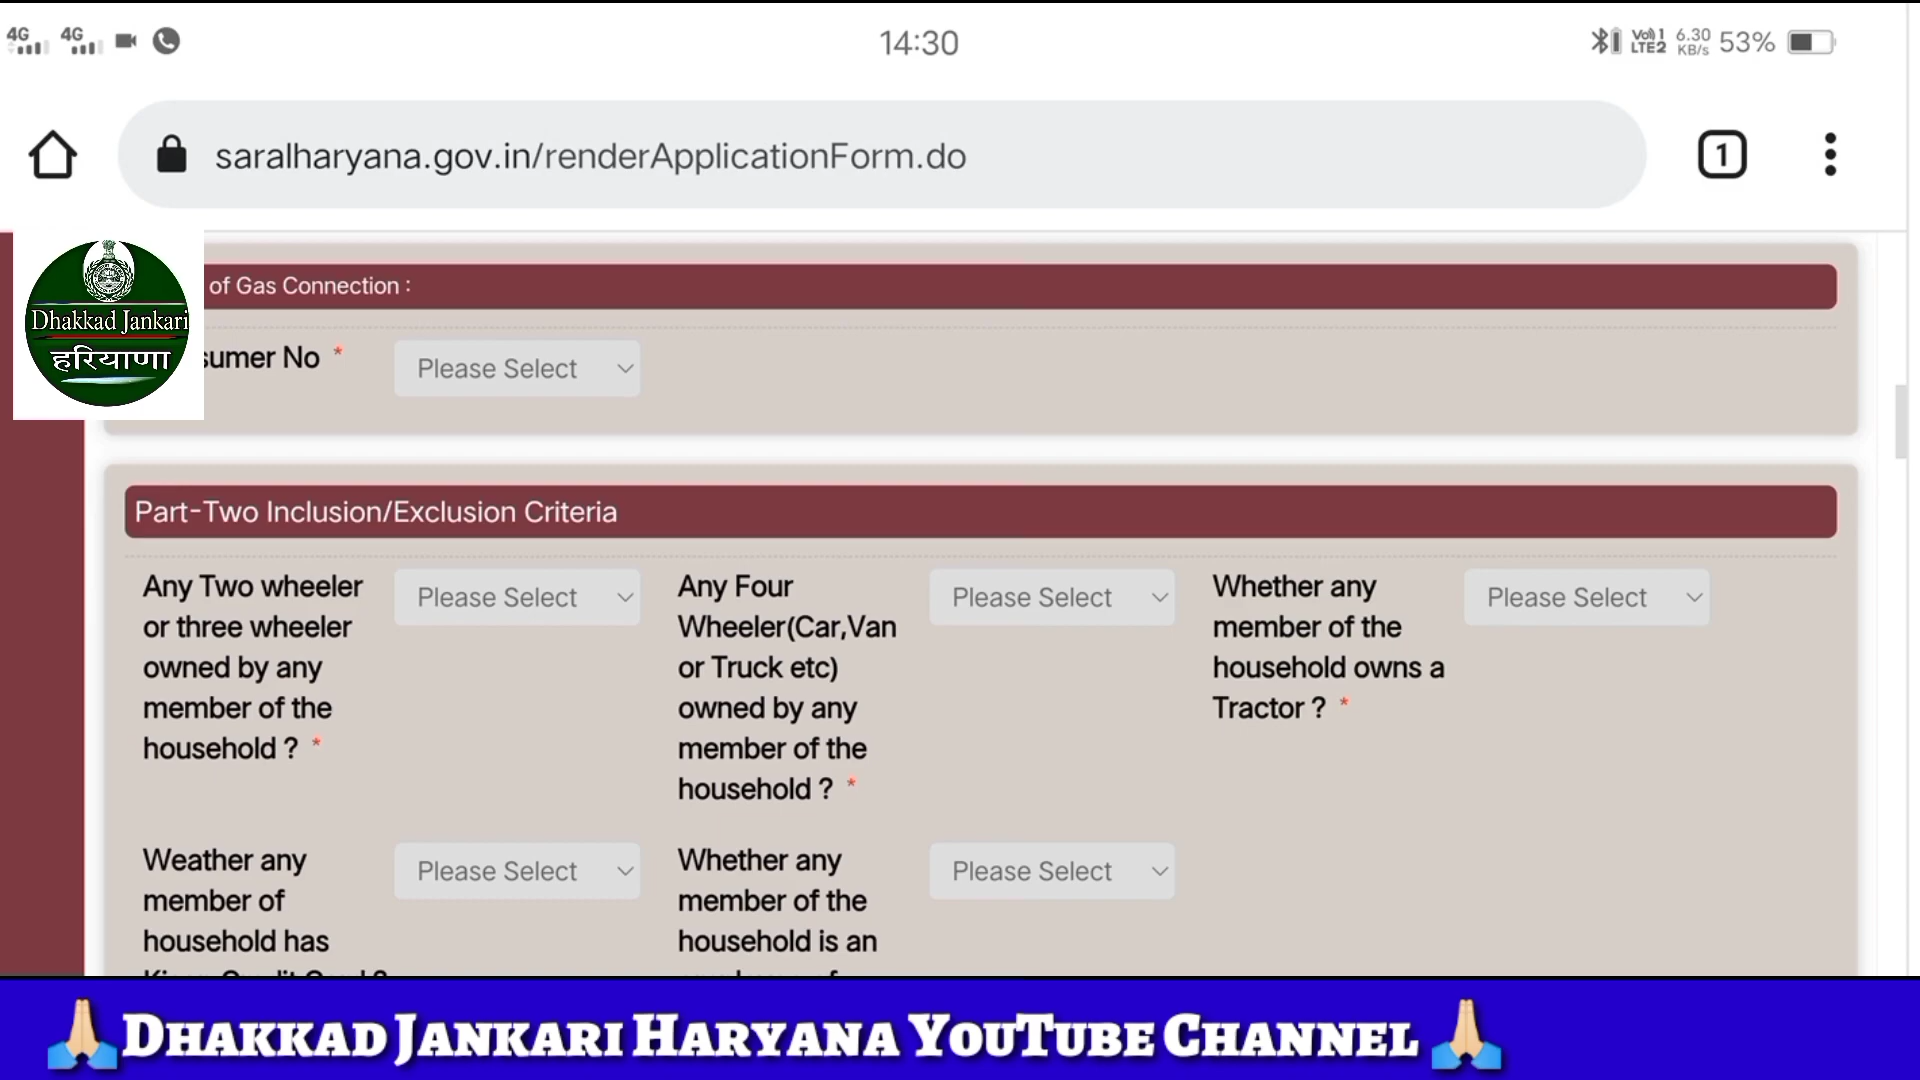 4G 4G 14:30 Vo)) 1 LTE2 6.30 KB/s 53%
saralharyana.gov.in/renderApplicationForm.do 1
of Gas Connection :
Dhakkad Jankari
हरियाणा
sumer No * Please Select
Part-Two Inclusion/Exclusion Criteria
Any Two wheeler
or three wheeler
owned by any
member of the
household ? *
Please Select
Any Four
Wheeler(Car,Van
or Truck etc)
owned by any
member of the
household ? *
Please Select
Whether any
member of the
household owns a
Tractor ? *
Please Select
Weather any
member of
household has
Please Select
Whether any
member of the
household is an
Please Select
DHAKKAD JANKARI HARYANA YOUTUBE CHANNEL